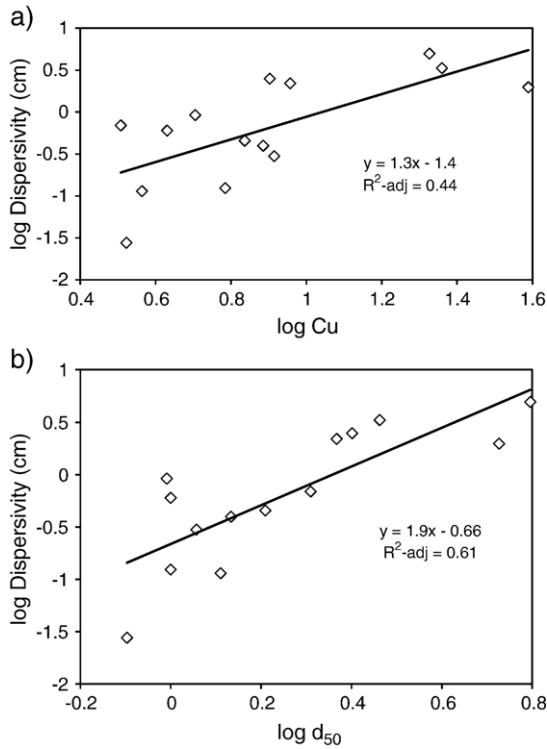 a)
1
0.5
0
-0.5
-1
-1.5
-2
log Dispersivity (cm)
y = 1.3x - 1.4
R²-adj = 0.44
0.4 0.6 0.8 1 1.2 1.4 1.6
log Cu
b)
1
0.5
0
-0.5
-1
-1.5
-2
log Dispersivity (cm)
y = 1.9x - 0.66
R²-adj = 0.61
-0.2 0 0.2 0.4 0.6 0.8
log d₅₀